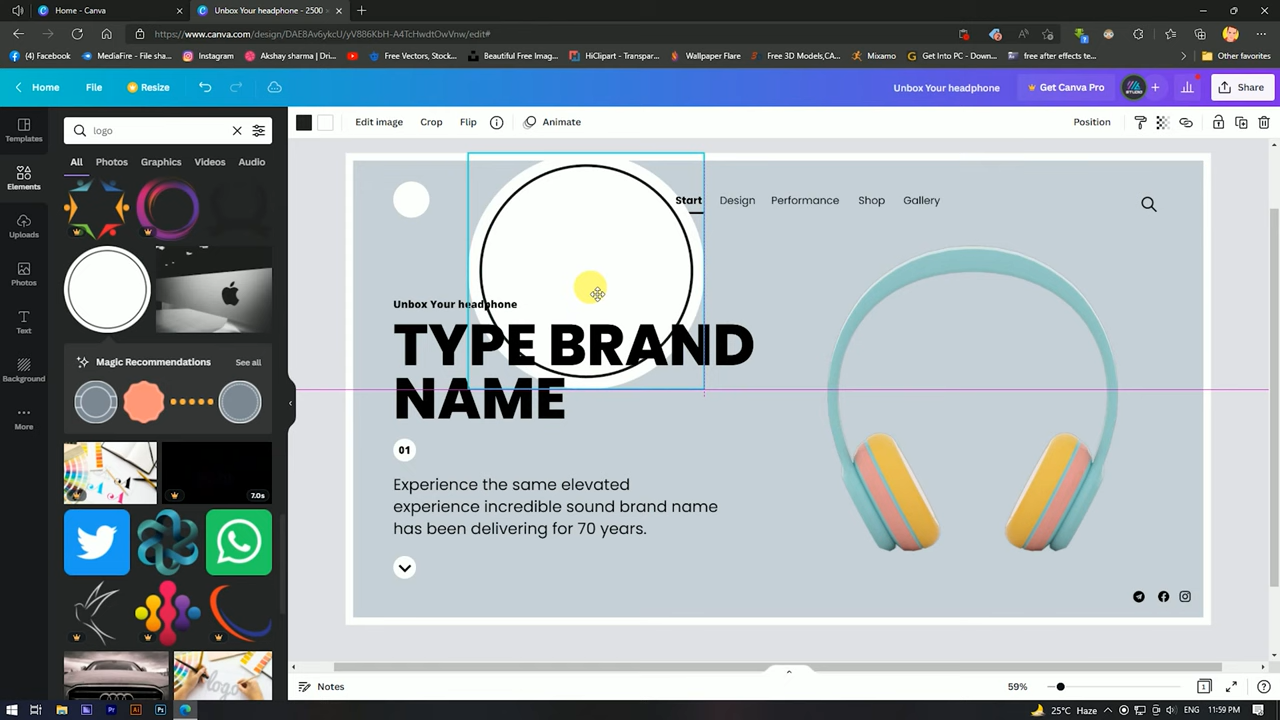 Home - Canva
Unbox Your headphone - 2500 ×
https://www.canva.com/design/DAE8Av6ykcU/yVB86KbH-A4TcHwdtOwVnw/edit#
(4) Facebook
MediaFire - File sha...
Instagram
Akshay sharma | Dri...
Free Vectors, Stock...
Beautiful Free Imag...
HiClipart - Transpar...
Wallpaper Flare
Free 3D Models,CA...
Mixamo
Get Into PC - Down...
free after effects te...
Other favorites
Home
File
Resize
Unbox Your headphone
Get Canva Pro
Share
Templates
Elements
Uploads
Photos
Text
Background
More
logo
All
Photos
Graphics
Videos
Audio
Magic Recommendations
See all
7.0s
logo
Edit image
Crop
Flip
Animate
Position
Start
Design
Performance
Shop
Gallery
Unbox Your headphone
TYPE BRAND
NAME
01
Experience the same elevated
experience incredible sound brand name
has been delivering for 70 years.
Notes
59%
1
25°C Haze
ENG
11:59 PM